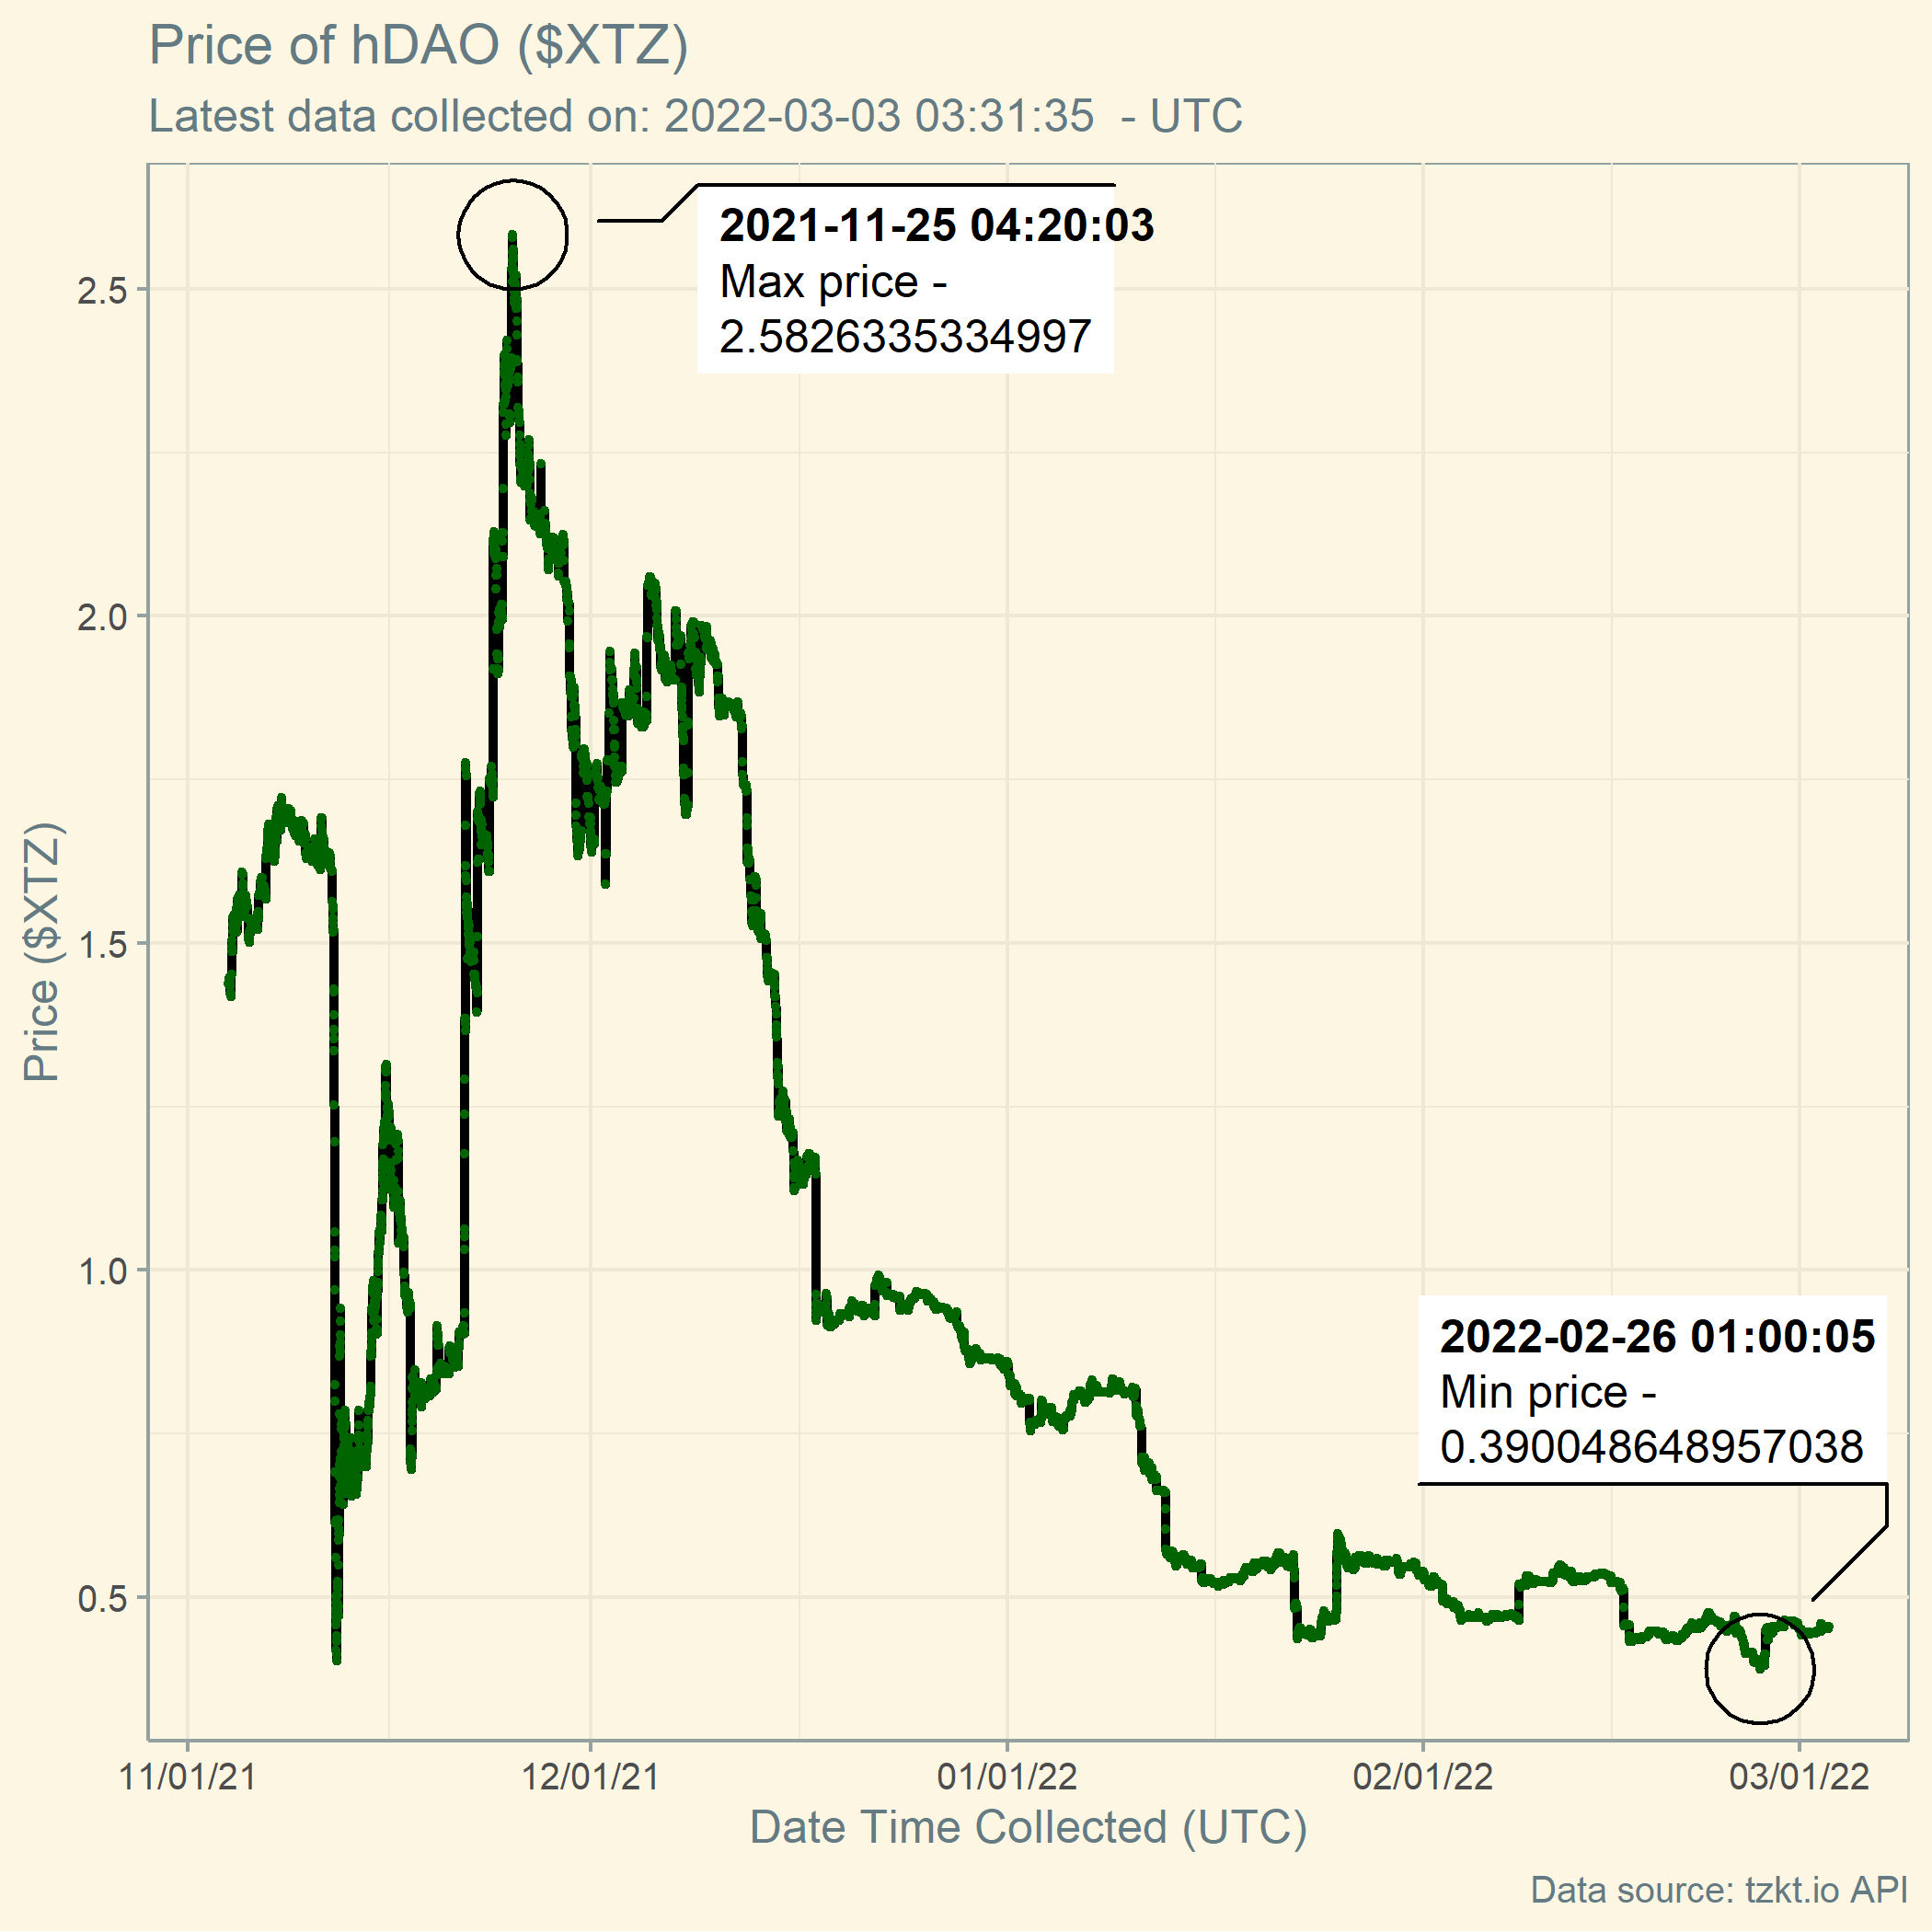 Price of hDAO ($XTZ)
Latest data collected on: 2022-03-03 03:31:35  - UTC
2021-11-25 04:20:03
Max price -
2.5826335334997
2.5
2.0
1.5
1.0
0.5
Price ($XTZ)
2022-02-26 01:00:05
Min price -
0.390048648957038
11/01/21
12/01/21
01/01/22
02/01/22
03/01/22
Date Time Collected (UTC)
Data source: tzkt.io API